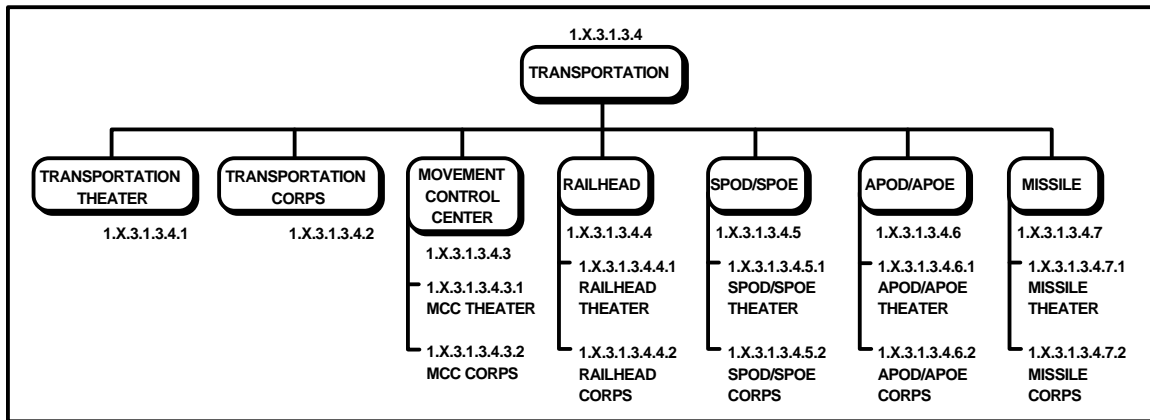 1.X.3.1.3.4
TRANSPORTATION
TRANSPORTATION
THEATER
1.X.3.1.3.4.1
TRANSPORTATION
CORPS
1.X.3.1.3.4.2
MOVEMENT
CONTROL
CENTER
1.X.3.1.3.4.3
1.X.3.1.3.4.3.1
MCC THEATER
1.X.3.1.3.4.3.2
MCC CORPS
RAILHEAD
1.X.3.1.3.4.4
1.X.3.1.3.4.4.1
RAILHEAD
THEATER
1.X.3.1.3.4.4.2
RAILHEAD
CORPS
SPOD/SPOE
1.X.3.1.3.4.5
1.X.3.1.3.4.5.1
SPOD/SPOE
THEATER
1.X.3.1.3.4.5.2
SPOD/SPOE
CORPS
APOD/APOE
1.X.3.1.3.4.6
1.X.3.1.3.4.6.1
APOD/APOE
THEATER
1.X.3.1.3.4.6.2
APOD/APOE
CORPS
MISSILE
1.X.3.1.3.4.7
1.X.3.1.3.4.7.1
MISSILE
THEATER
1.X.3.1.3.4.7.2
MISSILE
CORPS